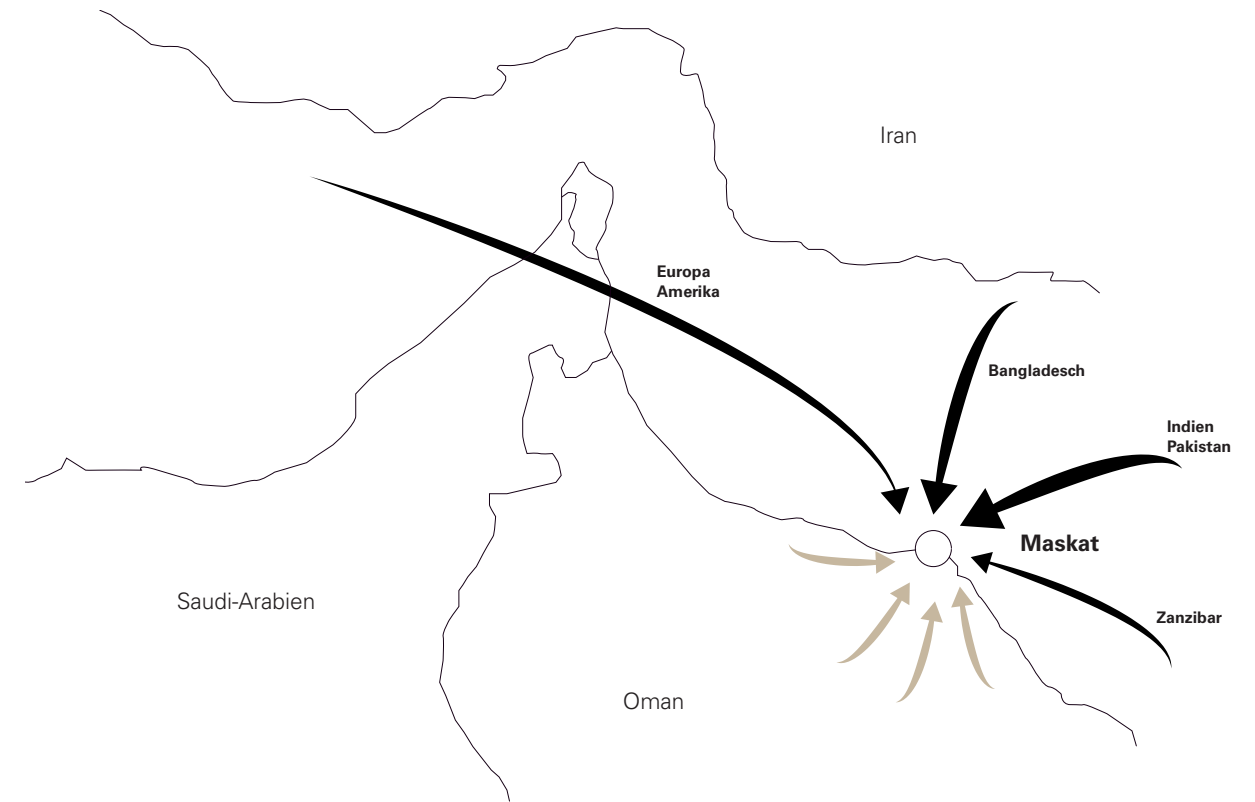 Iran
Europa
Amerika
Bangladesch
Indien
Pakistan
Maskat
Saudi-Arabien
Zanzibar
Oman